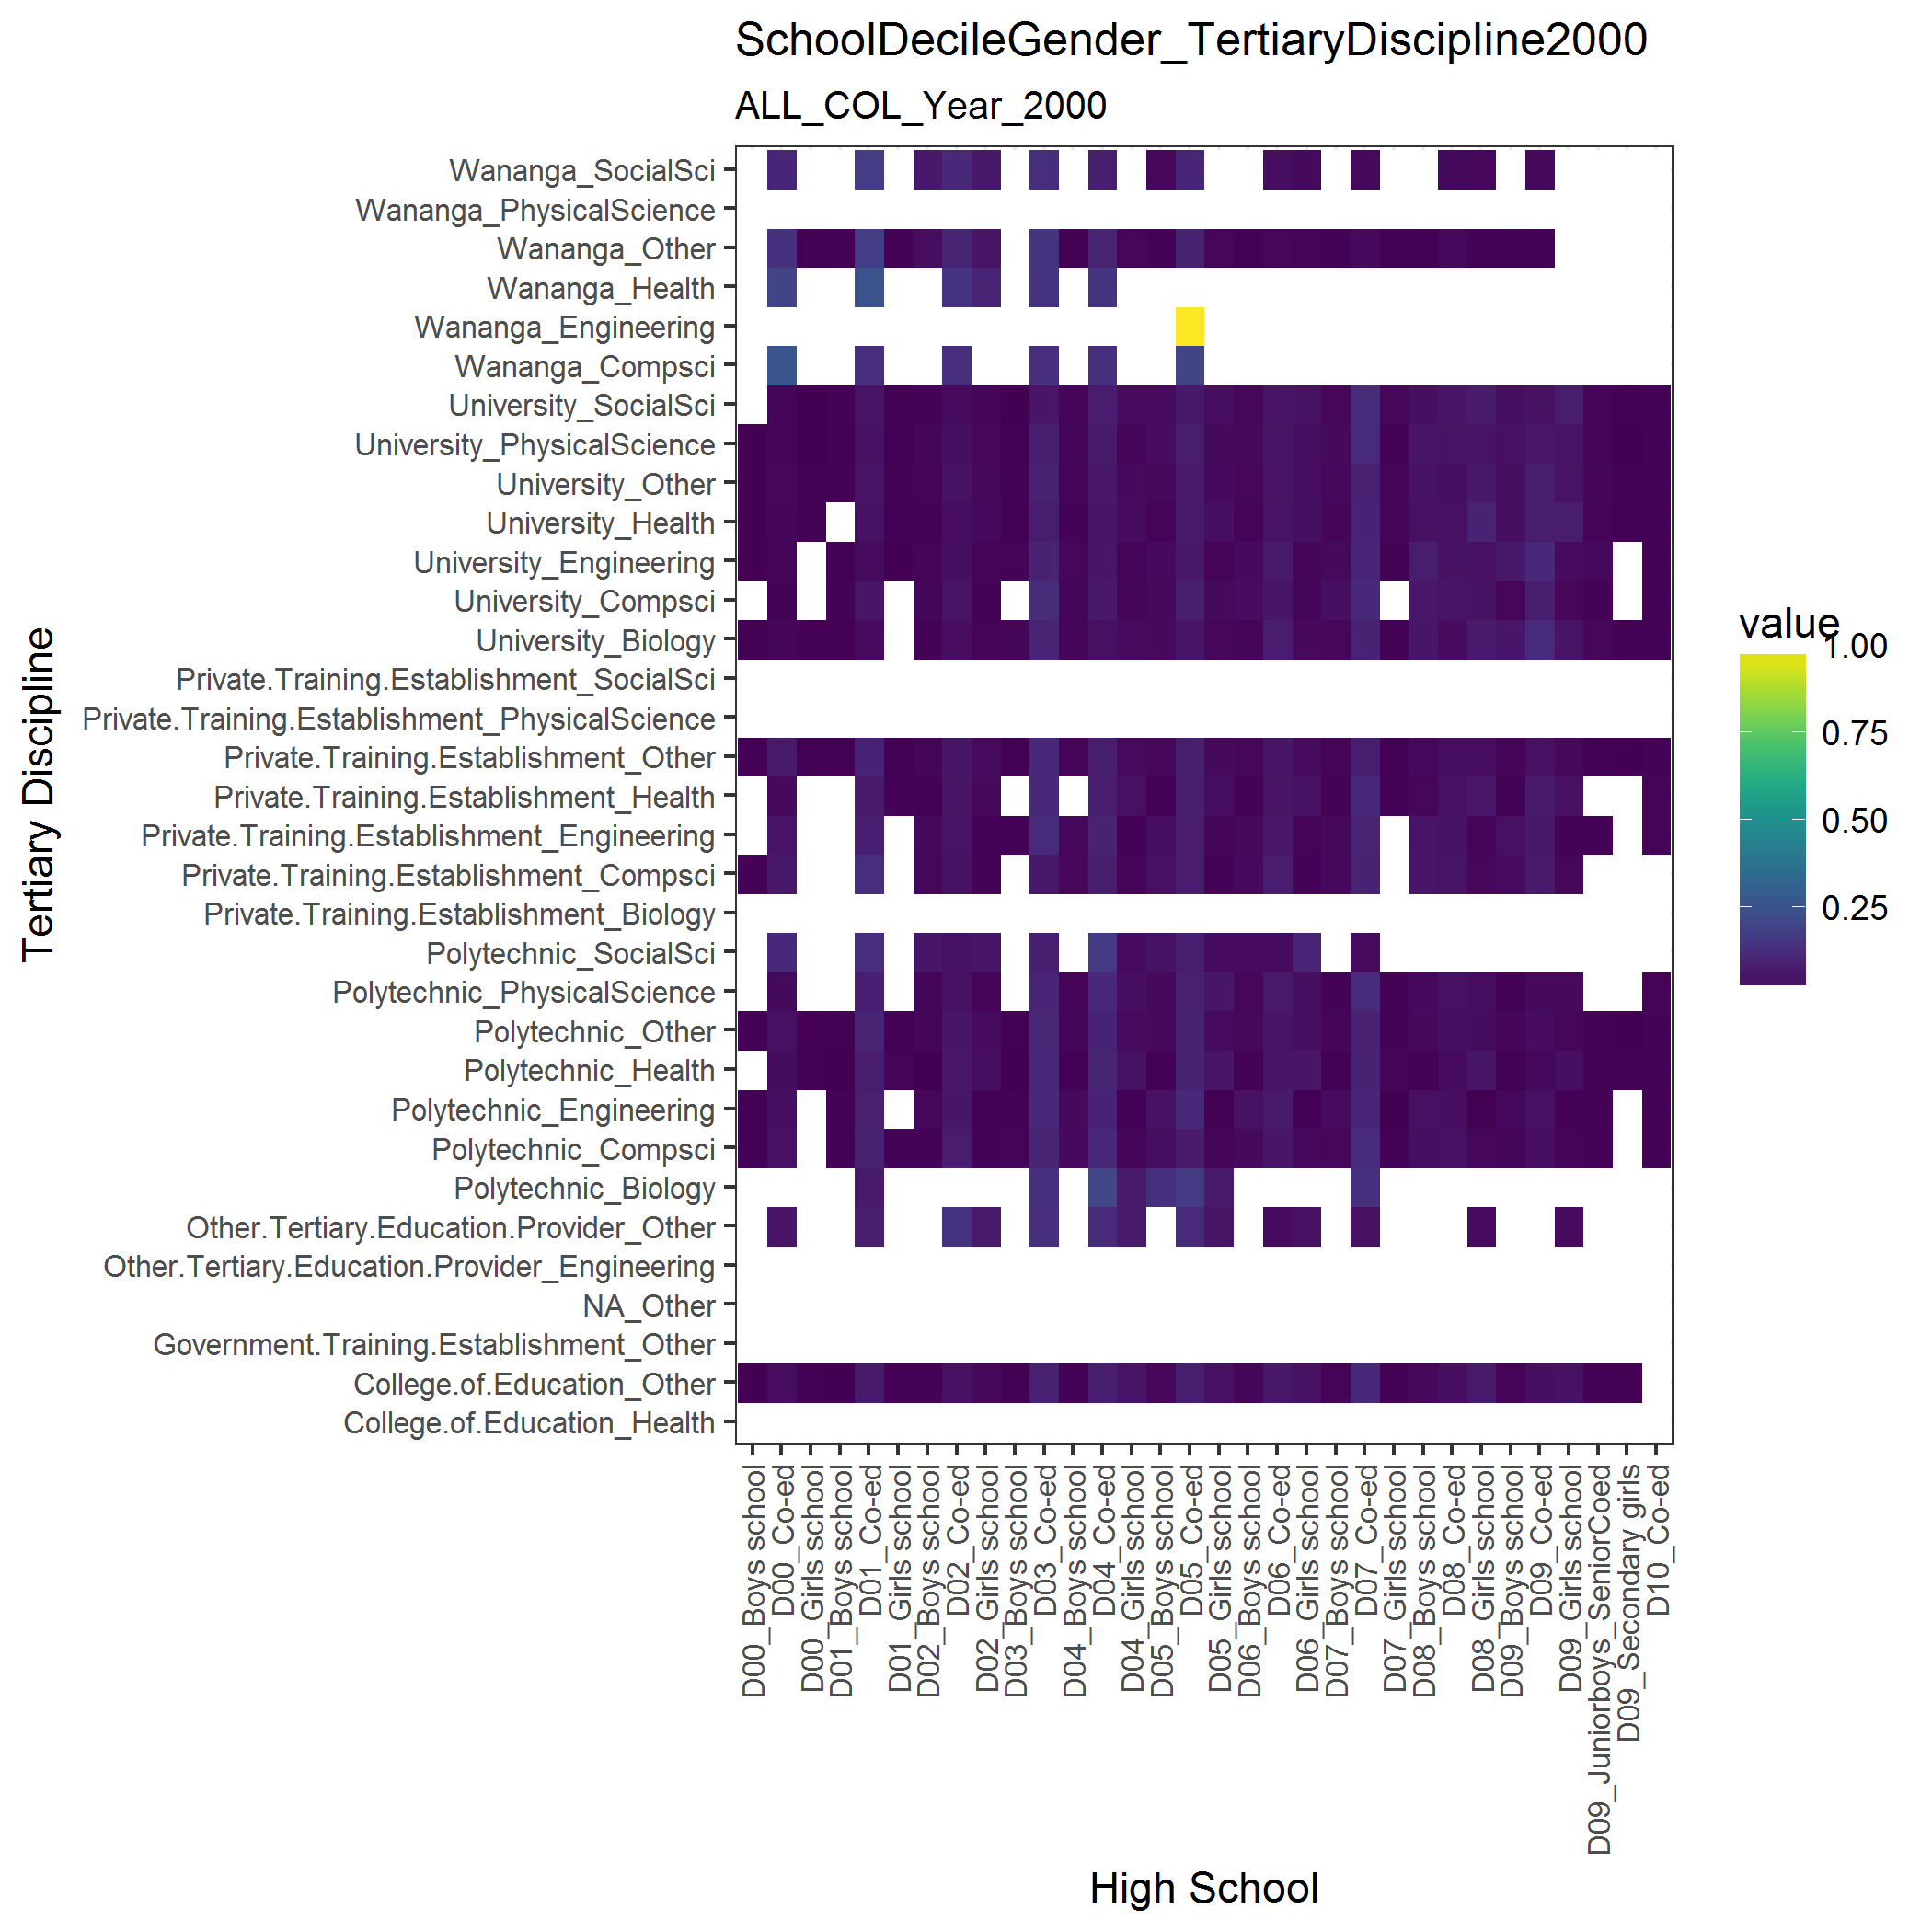 SchoolDecileGender_TertiaryDiscipline2000
ALL_COL_Year_2000
Tertiary Discipline
Wananga_SocialSci
Wananga_PhysicalScience
Wananga_Other
Wananga_Health
Wananga_Engineering
Wananga_Compsci
University_SocialSci
University_PhysicalScience
University_Other
University_Health
University_Engineering
University_Compsci
University_Biology
Private.Training.Establishment_SocialSci
Private.Training.Establishment_PhysicalScience
Private.Training.Establishment_Other
Private.Training.Establishment_Health
Private.Training.Establishment_Engineering
Private.Training.Establishment_Compsci
Private.Training.Establishment_Biology
Polytechnic_SocialSci
Polytechnic_PhysicalScience
Polytechnic_Other
Polytechnic_Health
Polytechnic_Engineering
Polytechnic_Compsci
Polytechnic_Biology
Other.Tertiary.Education.Provider_Other
Other.Tertiary.Education.Provider_Engineering
NA_Other
Government.Training.Establishment_Other
College.of.Education_Other
College.of.Education_Health
D00_Boys school
D00_Co-ed
D00_Girls school
D01_Boys school
D01_Co-ed
D01_Girls school
D02_Boys school
D02_Co-ed
D02_Girls school
D03_Boys school
D03_Co-ed
D04_Boys school
D04_Co-ed
D04_Girls school
D05_Boys school
D05_Co-ed
D05_Girls school
D06_Boys school
D06_Co-ed
D06_Girls school
D07_Boys school
D07_Co-ed
D07_Girls school
D08_Boys school
D08_Co-ed
D08_Girls school
D09_Boys school
D09_Co-ed
D09_Girls school
D09_Juniorboys_SeniorCoed
D09_Secondary girls
D10_Co-ed
High School
value
1.00
0.75
0.50
0.25